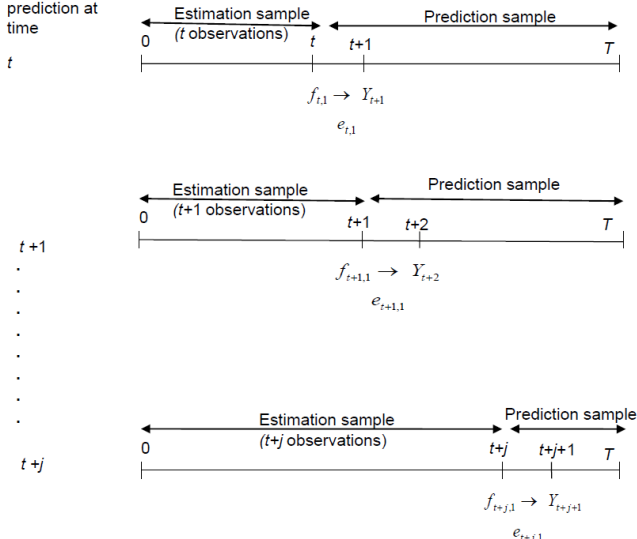 prediction at
time
t
Estimation sample
(t observations)
Prediction sample
0 t t+1 T
f_{t,1} → Y_{t+1}
e_{t,1}
Estimation sample
(t+1 observations)
Prediction sample
0 t+1 t+2 T
t +1
f_{t+1,1} → Y_{t+2}
e_{t+1,1}
.
.
.
.
.
.
.
.
Estimation sample
(t+j observations)
Prediction sample
0 t+j t+j+1 T
t +j
f_{t+j,1} → Y_{t+j+1}
e_{t+j,1}